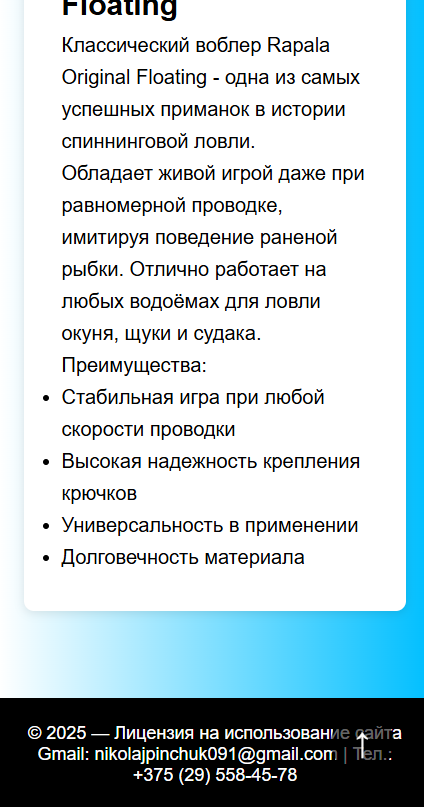 Floating
Классический воблер Rapala
Original Floating - одна из самых
успешных приманок в истории
спиннинговой ловли.
Обладает живой игрой даже при
равномерной проводке,
имитируя поведение раненой
рыбки. Отлично работает на
любых водоёмах для ловли
окуня, щуки и судака.
Преимущества:
• Стабильная игра при любой
скорости проводки
• Высокая надежность крепления
крючков
• Универсальность в применении
• Долговечность материала
© 2025 — Лицензия на использование сайта
Gmail: nikolajpinchuk091@gmail.com | Тел.:
+375 (29) 558-45-78
↑